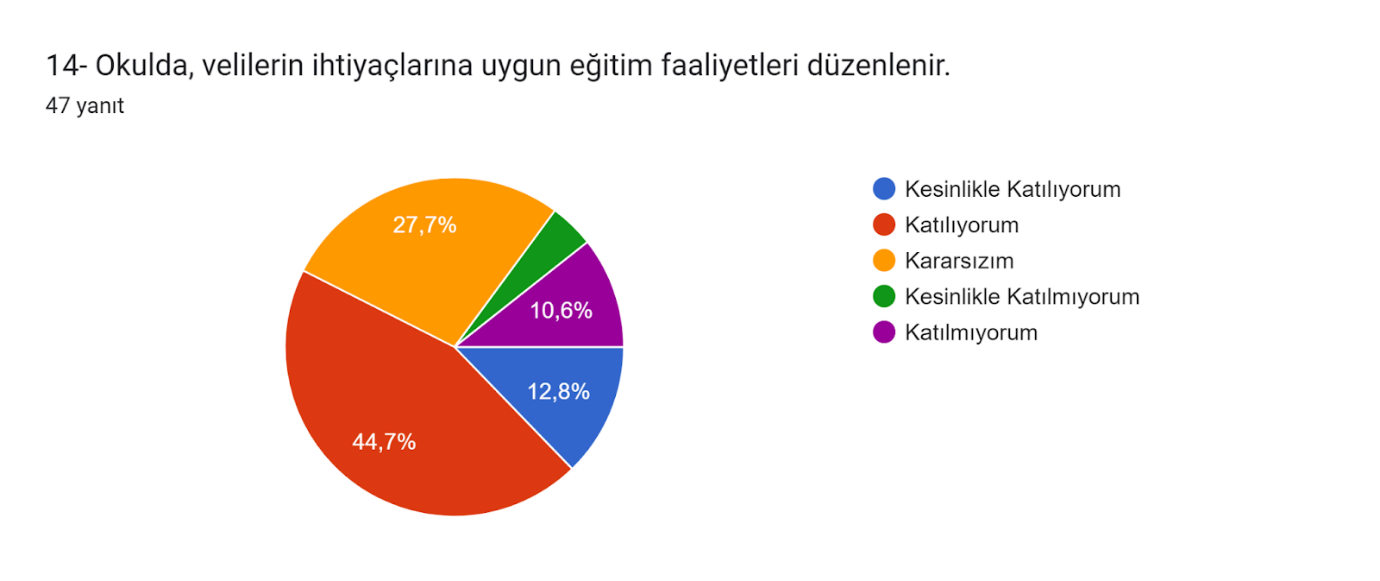 14- Okulda, velilerin ihtiyaçlarına uygun eğitim faaliyetleri düzenlenir.
47 yanıt
27,7%
10,6%
12,8%
44,7%
Kesinlikle Katılıyorum
Katılıyorum
Kararsızım
Kesinlikle Katılmıyorum
Katılmıyorum